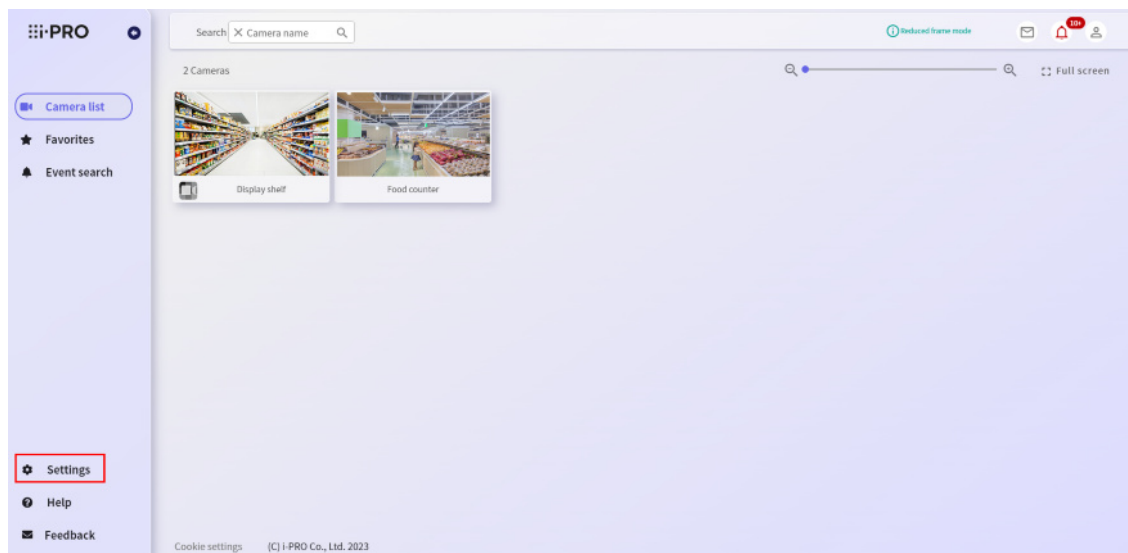 i-PRO
Search
Camera name
Reduced frame mode
10+
2 Cameras
Full screen
Camera list
Favorites
Event search
Display shelf
Food counter
Settings
Help
Feedback
Cookie settings
(C) i-PRO Co., Ltd. 2023